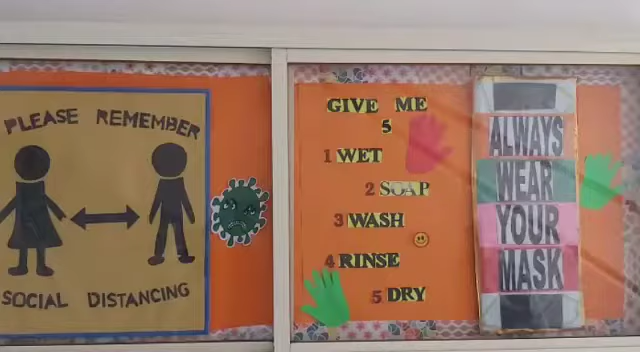 PLEASE REMEMBER
SOCIAL DISTANCING
GIVE ME
5
1 WET
2 SOAP
3 WASH
4 RINSE
5 DRY
ALWAYS
WEAR
YOUR
MASK